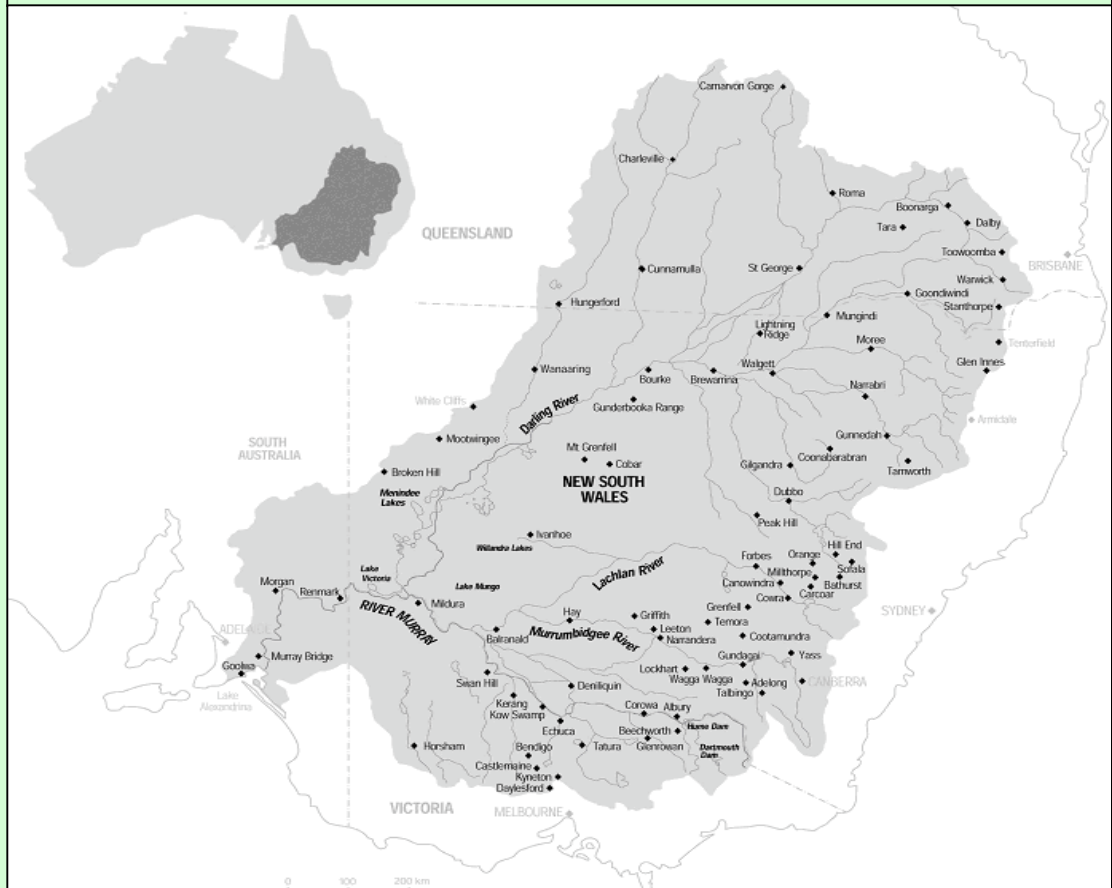 Carnarvon Gorge
Charleville
Roma
Boonarga
Tara
Dalby
QUEENSLAND
Toowoomba
BRISBANE
Cunnamulla
St George
Warwick
Goondiwindi
Hungerford
Stanthorpe
Mungindi
Lightning
Ridge
Moree
Tenterfield
Glen Innes
Walgett
Wanaaring
Bourke
Brewarrina
Narrabri
White Cliffs
Gunderbooka Range
Darling River
Armidale
Gunnedah
Mootwingee
SOUTH
AUSTRALIA
Mt Grenfell
Cobar
Coonabarabran
Gilgandra
Tamworth
Broken Hill
NEW SOUTH
WALES
Menindee
Lakes
Dubbo
Peak Hill
Ivanhoe
Willandra Lakes
Hill End
Orange
Forbes
Sofala
Lake
Victoria
Lachlan River
Millthorpe
Canowindra
Bathurst
Morgan
Renmark
Lake Mungo
Cowra
Carcoar
Mildura
RIVER MURRAY
Grenfell
SYDNEY
Hay
Griffith
Temora
ADELAIDE
Leeton
Balranald
Murrumbidgee River
Narrandera
Cootamundra
Murray Bridge
Goolwa
Gundagai
Yass
Lockhart
Wagga Wagga
Swan Hill
Deniliquin
Adelong
CANBERRA
Talbingo
Lake
Alexandrina
Kerang
Kow Swamp
Corowa
Albury
Hume Dam
Echuca
Beechworth
Horsham
Bendigo
Tatura
Glenrowan
Dartmouth
Dam
Castlemaine
Kyneton
Daylesford
VICTORIA
MELBOURNE
0 100 200 km